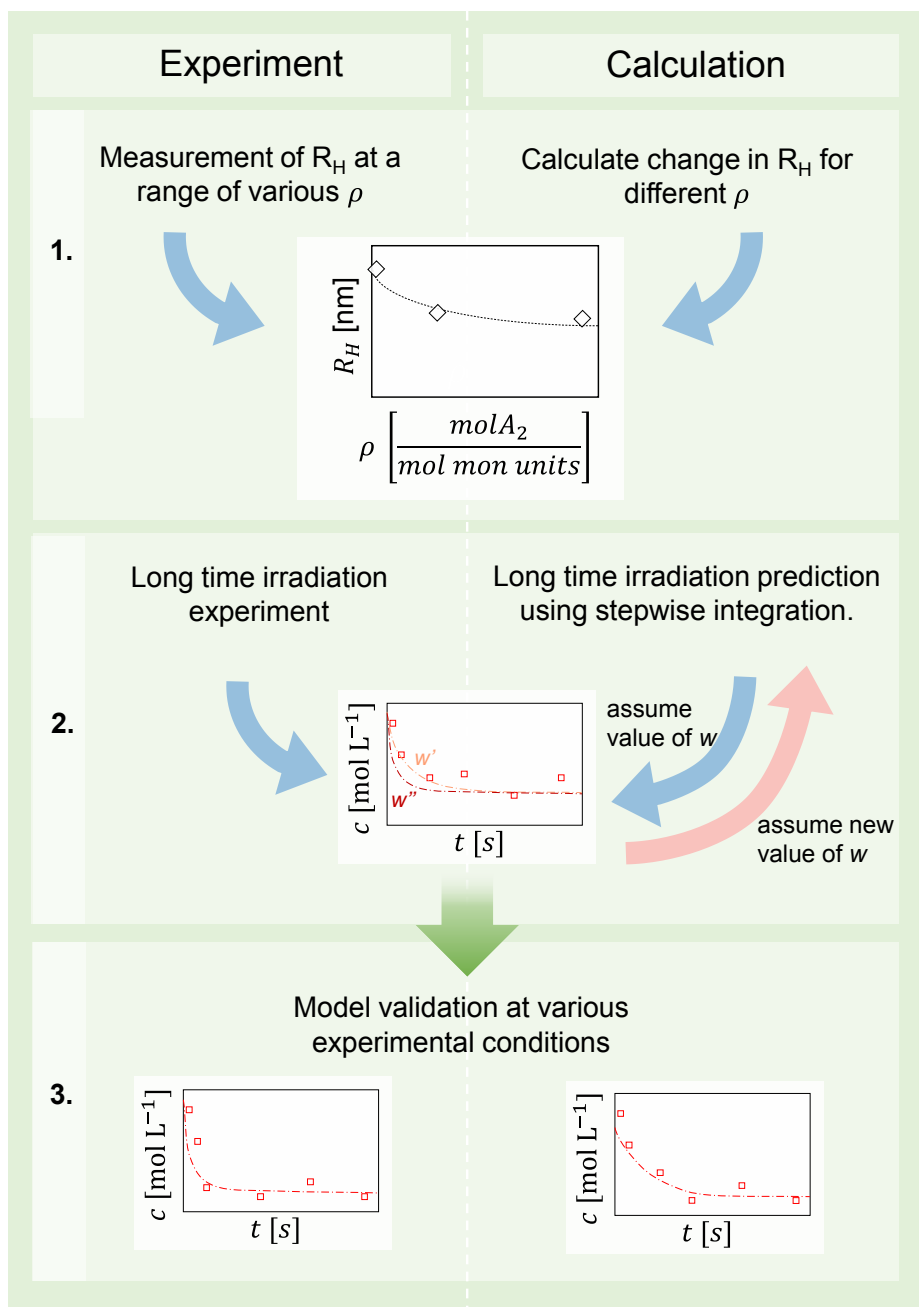 Experiment
Calculation
1.
Measurement of R_H at a
range of various ρ
Calculate change in R_H for
different ρ
R_H [nm]
ρ [molA₂ / mol mon units]
2.
Long time irradiation
experiment
Long time irradiation prediction
using stepwise integration.
assume
value of w
assume new
value of w
c [mol L⁻¹]
w'
w''
t [s]
3.
Model validation at various
experimental conditions
c [mol L⁻¹]
t [s]
c [mol L⁻¹]
t [s]